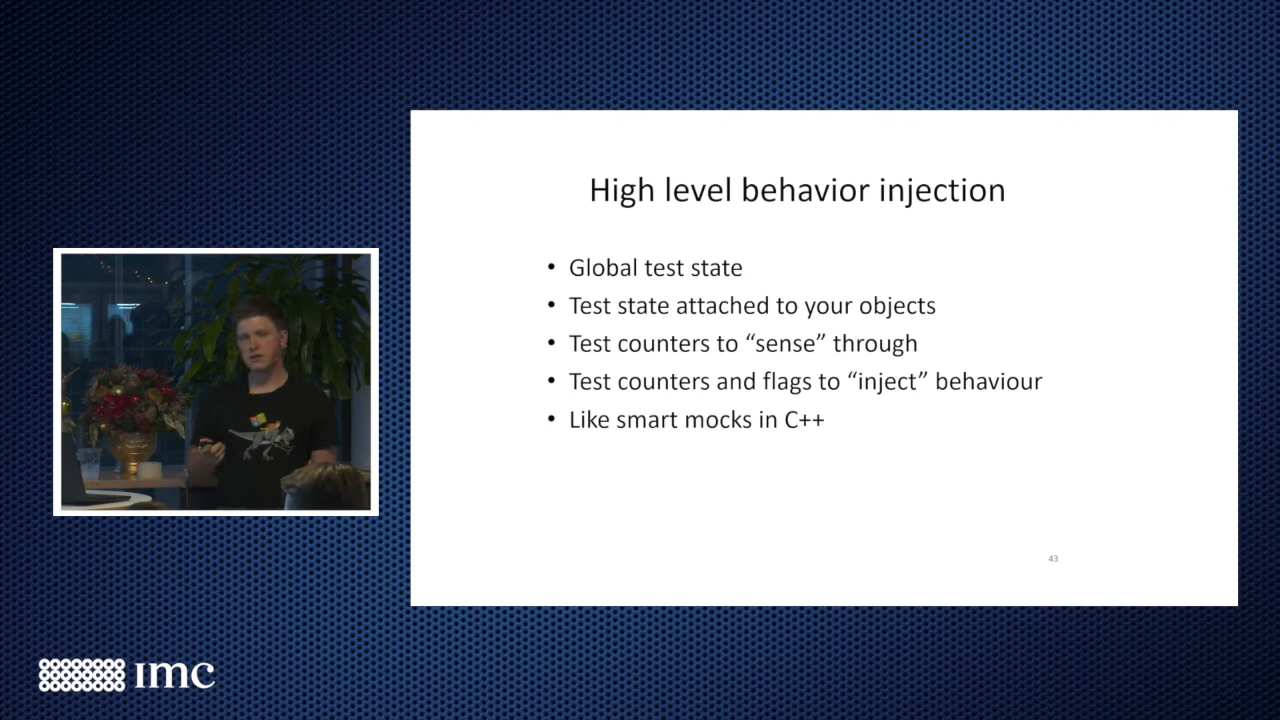 High level behavior injection
• Global test state
• Test state attached to your objects
• Test counters to “sense” through
• Test counters and flags to “inject” behaviour
• Like smart mocks in C++
43
imc